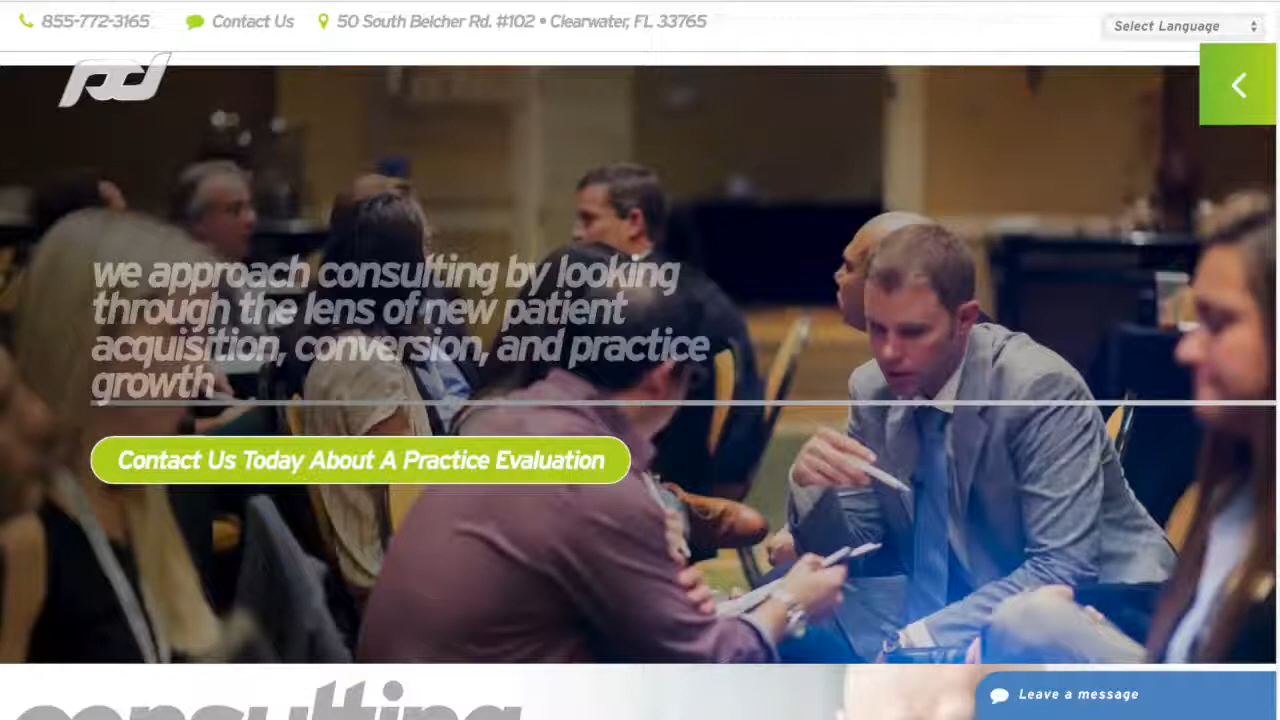 855-772-3165 Contact Us 50 South Belcher Rd. #102 • Clearwater, FL 33765
Select Language
pd
we approach consulting by looking
through the lens of new patient
acquisition, conversion, and practice
growth
Contact Us Today About A Practice Evaluation
consulting
Leave a message